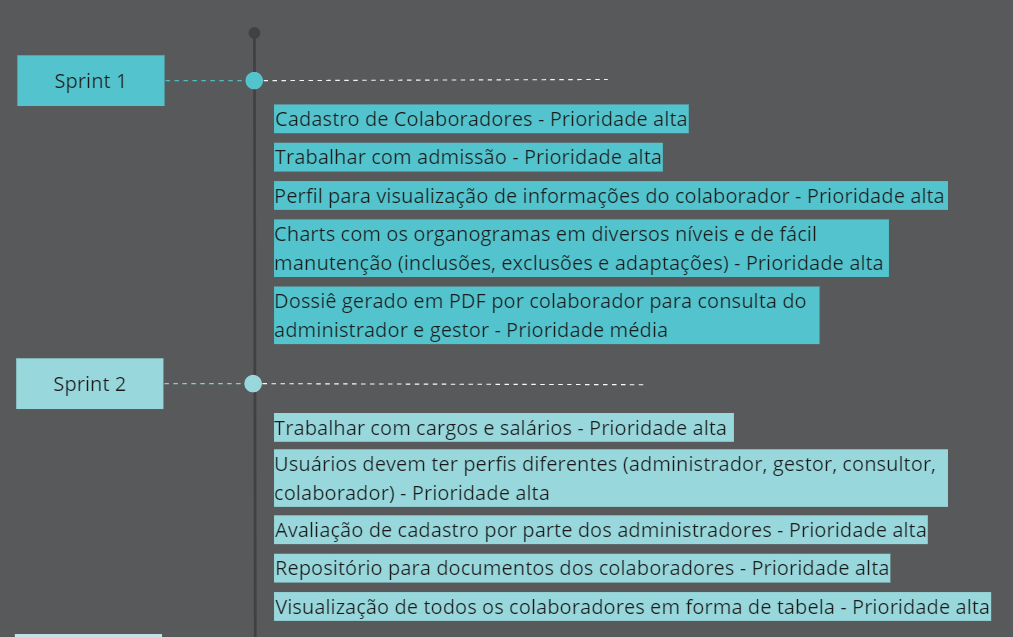 Sprint 1
Cadastro de Colaboradores - Prioridade alta
Trabalhar com admissão - Prioridade alta
Perfil para visualização de informações do colaborador - Prioridade alta
Charts com os organogramas em diversos níveis e de fácil
manutenção (inclusões, exclusões e adaptações) - Prioridade alta
Dossiê gerado em PDF por colaborador para consulta do
administrador e gestor - Prioridade média
Sprint 2
Trabalhar com cargos e salários - Prioridade alta
Usuários devem ter perfis diferentes (administrador, gestor, consultor,
colaborador) - Prioridade alta
Avaliação de cadastro por parte dos administradores - Prioridade alta
Repositório para documentos dos colaboradores - Prioridade alta
Visualização de todos os colaboradores em forma de tabela - Prioridade alta